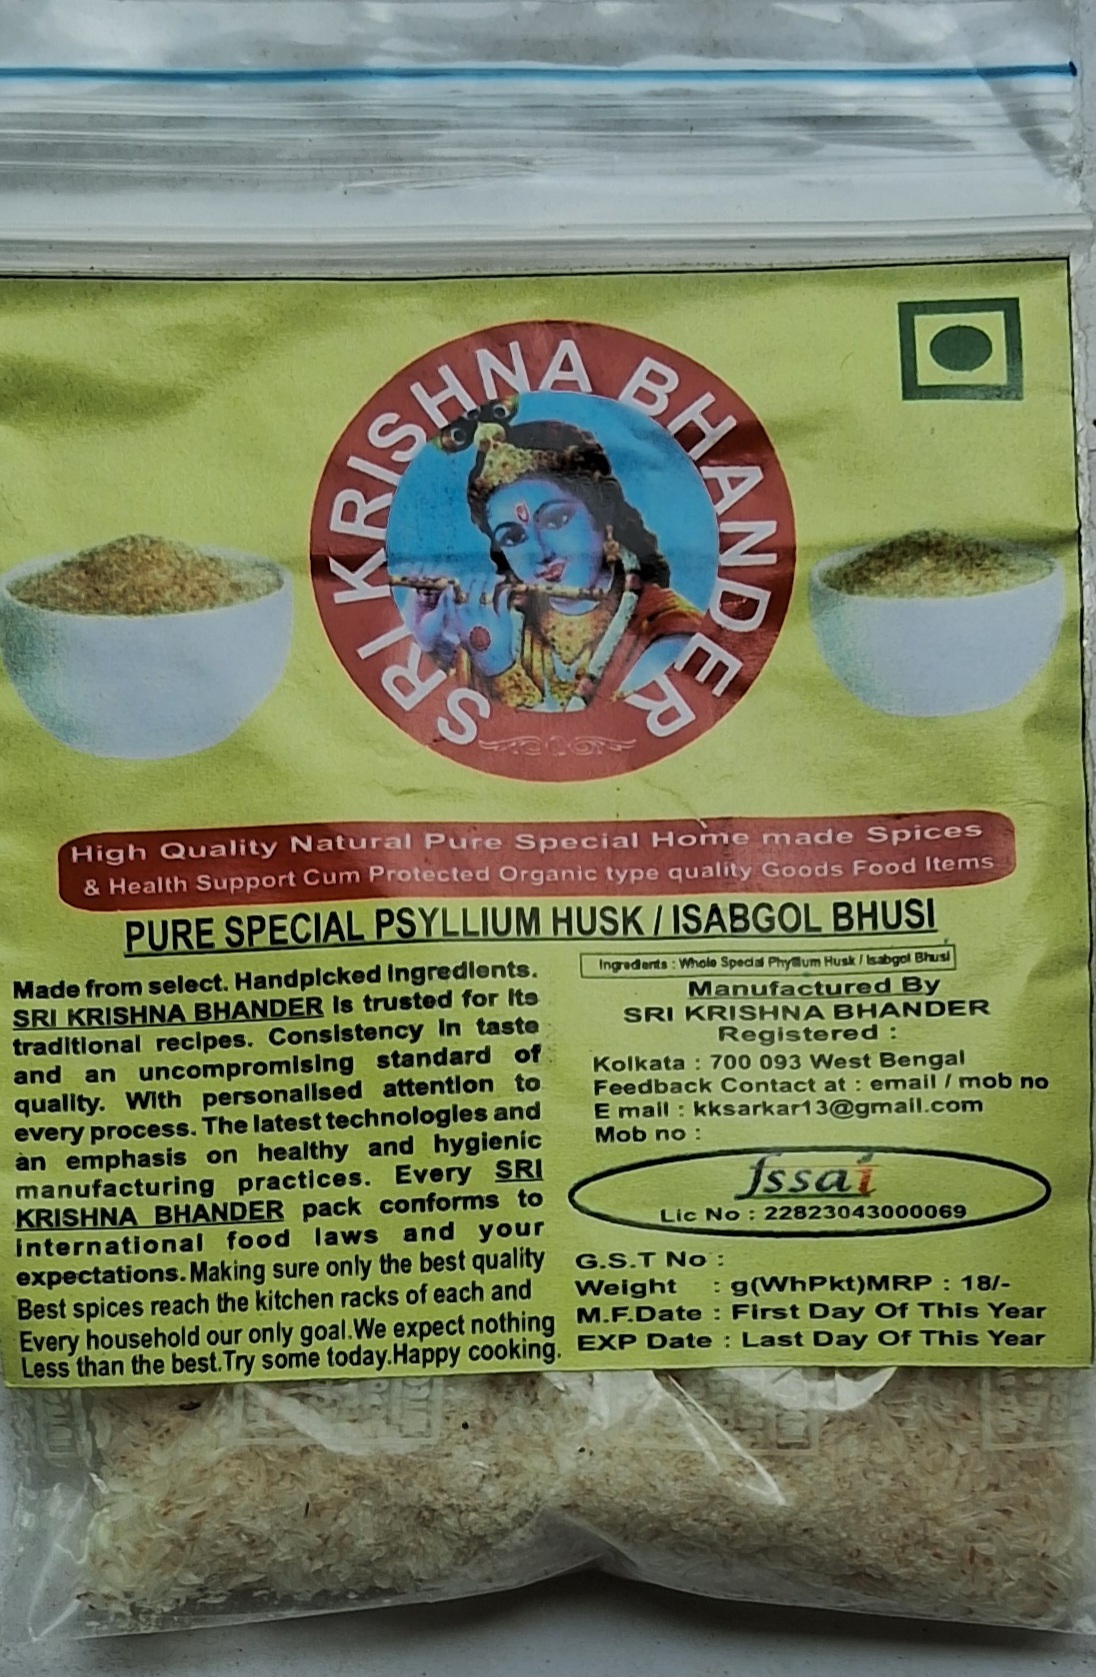 SRI KRISHNA BHANDER
High Quality Natural Pure Special Home made Spices
& Health Support Cum Protected Organic type quality Goods Food Items
PURE SPECIAL PSYLLIUM HUSK / ISABGOL BHUSI
Made from select. Handpicked Ingredients.
SRI KRISHNA BHANDER is trusted for its
traditional recipes. Consistency in taste
and an uncompromising standard of
quality. With personalised attention to
every process. The latest technologies and
an emphasis on healthy and hygienic
manufacturing practices. Every SRI
KRISHNA BHANDER pack conforms to
international food laws and your
expectations. Making sure only the best quality
Best spices reach the kitchen racks of each and
Every household our only goal.We expect nothing
Less than the best.Try some today.Happy cooking.
Ingredients : Whole Special Phyllium Husk / Isabgol Bhusi
Manufactured By
SRI KRISHNA BHANDER
Registered :
Kolkata : 700 093 West Bengal
Feedback Contact at : email / mob no
E mail : kksarkar13@gmail.com
Mob no :
fssai
Lic No : 22823043000069
G.S.T No :
Weight : g(WhPkt)MRP : 18/-
M.F.Date : First Day Of This Year
EXP Date : Last Day Of This Year